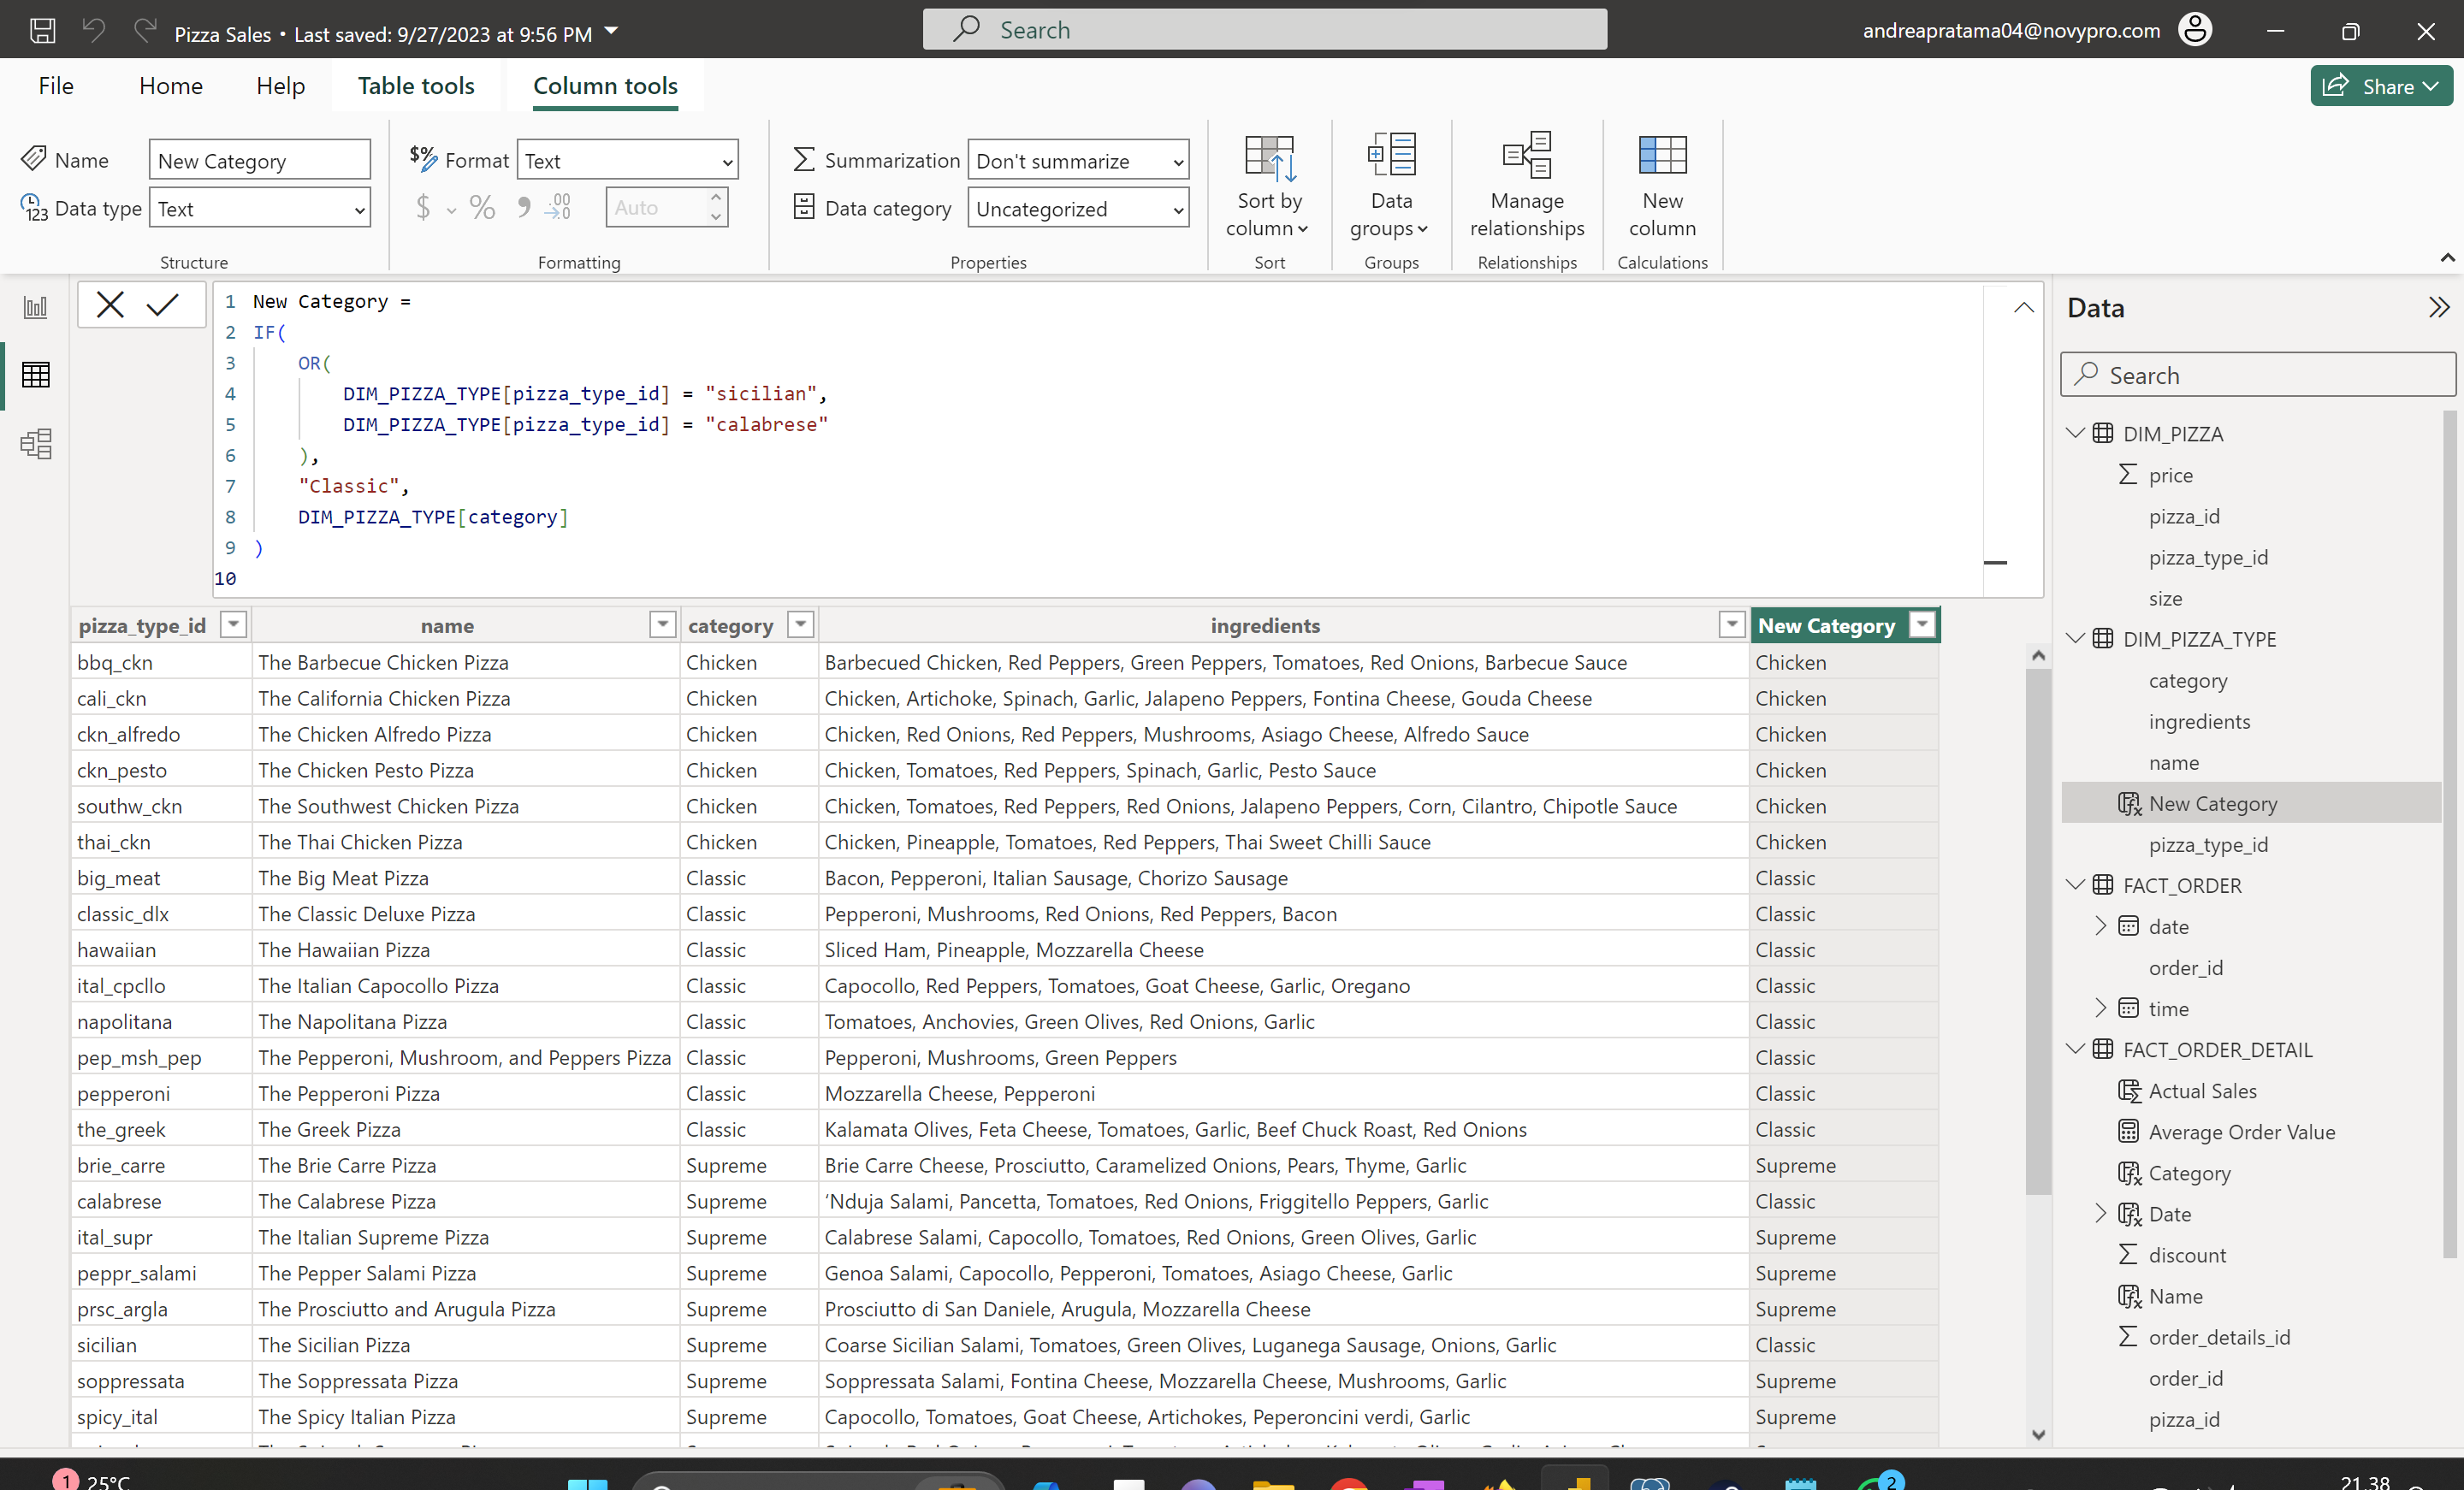 Pizza Sales • Last saved: 9/27/2023 at 9:56 PM
Search
andreapratama04@novypro.com
File Home Help Table tools Column tools
Share
Name New Category
Data type Text
Structure
Format Text
$ % 9 .00 →.0 Auto
Formatting
Summarization Don't summarize
Data category Uncategorized
Properties
Sort by column
Sort
Data groups
Groups
Manage relationships
Relationships
New column
Calculations
1 New Category =
2 IF(
3 OR(
4 DIM_PIZZA_TYPE[pizza_type_id] = "sicilian",
5 DIM_PIZZA_TYPE[pizza_type_id] = "calabrese"
6 ),
7 "Classic",
8 DIM_PIZZA_TYPE[category]
9 )
10
pizza_type_id name category ingredients New Category
bbq_ckn The Barbecue Chicken Pizza Chicken Barbecued Chicken, Red Peppers, Green Peppers, Tomatoes, Red Onions, Barbecue Sauce Chicken
cali_ckn The California Chicken Pizza Chicken Chicken, Artichoke, Spinach, Garlic, Jalapeno Peppers, Fontina Cheese, Gouda Cheese Chicken
ckn_alfredo The Chicken Alfredo Pizza Chicken Chicken, Red Onions, Red Peppers, Mushrooms, Asiago Cheese, Alfredo Sauce Chicken
ckn_pesto The Chicken Pesto Pizza Chicken Chicken, Tomatoes, Red Peppers, Spinach, Garlic, Pesto Sauce Chicken
southw_ckn The Southwest Chicken Pizza Chicken Chicken, Tomatoes, Red Peppers, Red Onions, Jalapeno Peppers, Corn, Cilantro, Chipotle Sauce Chicken
thai_ckn The Thai Chicken Pizza Chicken Chicken, Pineapple, Tomatoes, Red Peppers, Thai Sweet Chilli Sauce Chicken
big_meat The Big Meat Pizza Classic Bacon, Pepperoni, Italian Sausage, Chorizo Sausage Classic
classic_dlx The Classic Deluxe Pizza Classic Pepperoni, Mushrooms, Red Onions, Red Peppers, Bacon Classic
hawaiian The Hawaiian Pizza Classic Sliced Ham, Pineapple, Mozzarella Cheese Classic
ital_cpcllo The Italian Capocollo Pizza Classic Capocollo, Red Peppers, Tomatoes, Goat Cheese, Garlic, Oregano Classic
napolitana The Napolitana Pizza Classic Tomatoes, Anchovies, Green Olives, Red Onions, Garlic Classic
pep_msh_pep The Pepperoni, Mushroom, and Peppers Pizza Classic Pepperoni, Mushrooms, Green Peppers Classic
pepperoni The Pepperoni Pizza Classic Mozzarella Cheese, Pepperoni Classic
the_greek The Greek Pizza Classic Kalamata Olives, Feta Cheese, Tomatoes, Garlic, Beef Chuck Roast, Red Onions Classic
brie_carre The Brie Carre Pizza Supreme Brie Carre Cheese, Prosciutto, Caramelized Onions, Pears, Thyme, Garlic Supreme
calabrese The Calabrese Pizza Supreme ‘Nduja Salami, Pancetta, Tomatoes, Red Onions, Friggitello Peppers, Garlic Classic
ital_supr The Italian Supreme Pizza Supreme Calabrese Salami, Capocollo, Tomatoes, Red Onions, Green Olives, Garlic Supreme
peppr_salami The Pepper Salami Pizza Supreme Genoa Salami, Capocollo, Pepperoni, Tomatoes, Asiago Cheese, Garlic Supreme
prsc_argla The Prosciutto and Arugula Pizza Supreme Prosciutto di San Daniele, Arugula, Mozzarella Cheese Supreme
sicilian The Sicilian Pizza Supreme Coarse Sicilian Salami, Tomatoes, Green Olives, Luganega Sausage, Onions, Garlic Classic
soppressata The Soppressata Pizza Supreme Soppressata Salami, Fontina Cheese, Mozzarella Cheese, Mushrooms, Garlic Supreme
spicy_ital The Spicy Italian Pizza Supreme Capocollo, Tomatoes, Goat Cheese, Artichokes, Peperoncini verdi, Garlic Supreme
Data
Search
DIM_PIZZA
price
pizza_id
pizza_type_id
size
DIM_PIZZA_TYPE
category
ingredients
name
New Category
pizza_type_id
FACT_ORDER
date
order_id
time
FACT_ORDER_DETAIL
Actual Sales
Average Order Value
Category
Date
discount
Name
order_details_id
order_id
pizza_id
1 25°C
2
21.38